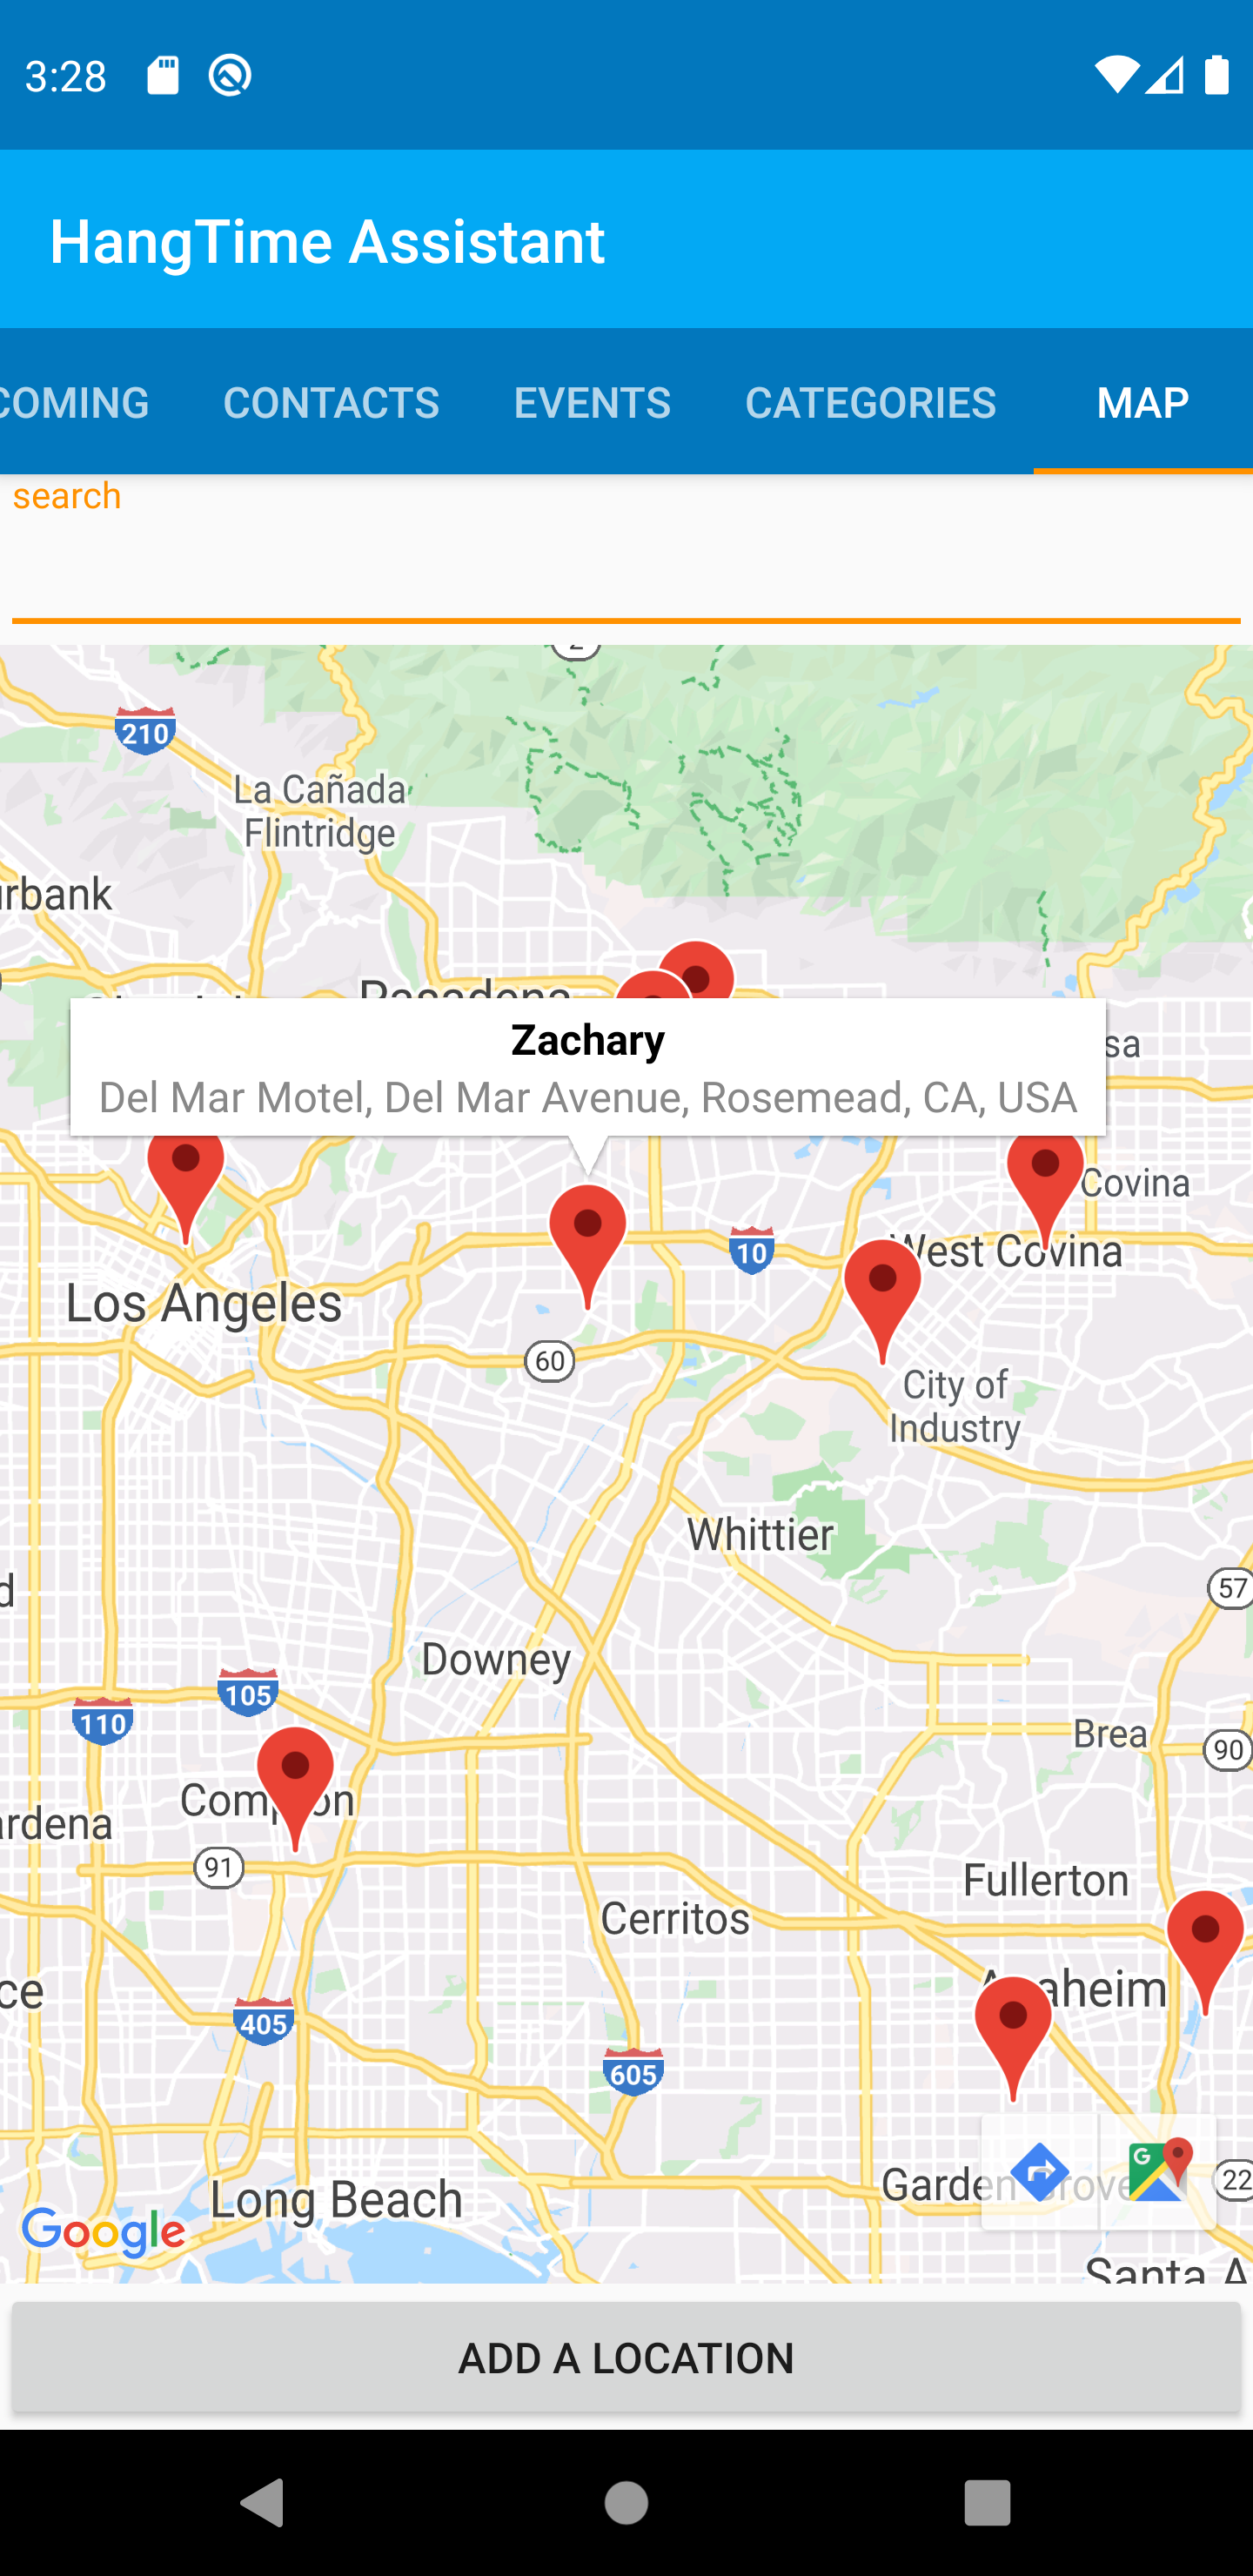 3:28
HangTime Assistant
COMING CONTACTS EVENTS CATEGORIES MAP
search
2
210
La Cañada
Flintridge
urbank
Pasadena
Zachary
sa
Del Mar Motel, Del Mar Avenue, Rosemead, CA, USA
Covina
10
West Covina
Los Angeles
60
City of
Industry
Whittier
d
57
Downey
105
110
Brea
90
Compton
ardena
91
Fullerton
Cerritos
ce
Anaheim
405
605
Garden Grove
22
Long Beach
Google
Santa A
ADD A LOCATION